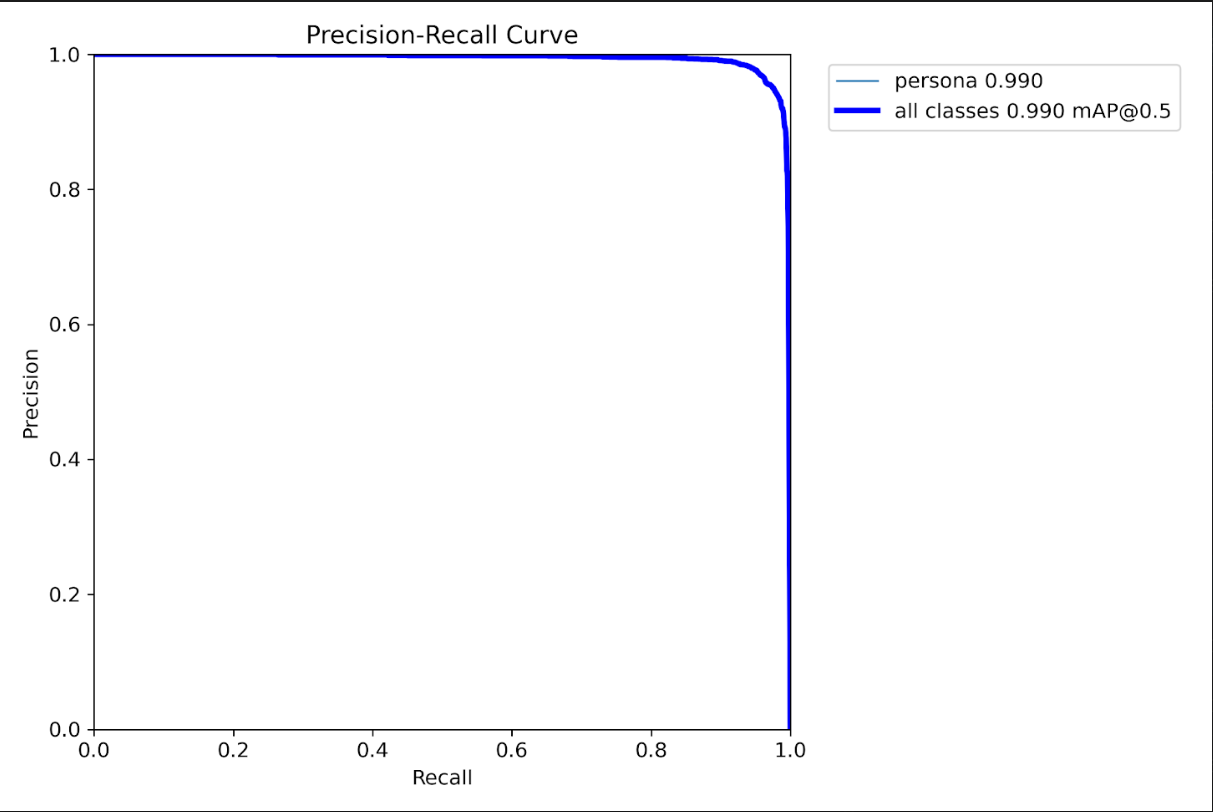 Precision-Recall Curve
persona 0.990
all classes 0.990 mAP@0.5
Precision
1.0
0.8
0.6
0.4
0.2
0.0
0.0 0.2 0.4 0.6 0.8 1.0
Recall